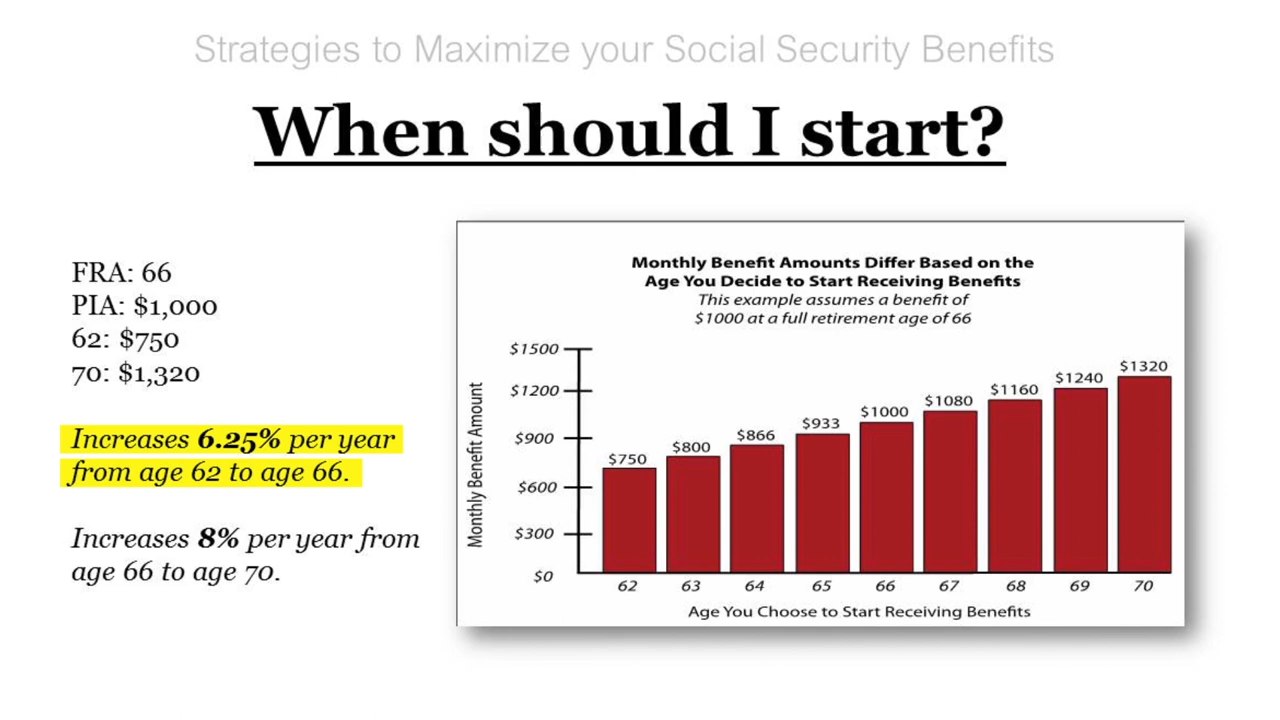 Strategies to Maximize your Social Security Benefits
When should I start?
FRA: 66
PIA: $1,000
62: $750
70: $1,320
Increases 6.25% per year
from age 62 to age 66.
Increases 8% per year from
age 66 to age 70.
Monthly Benefit Amounts Differ Based on the
Age You Decide to Start Receiving Benefits
This example assumes a benefit of
$1000 at a full retirement age of 66
Monthly Benefit Amount
$1500
$1200
$900
$600
$300
$0
$750
$800
$866
$933
$1000
$1080
$1160
$1240
$1320
62 63 64 65 66 67 68 69 70
Age You Choose to Start Receiving Benefits